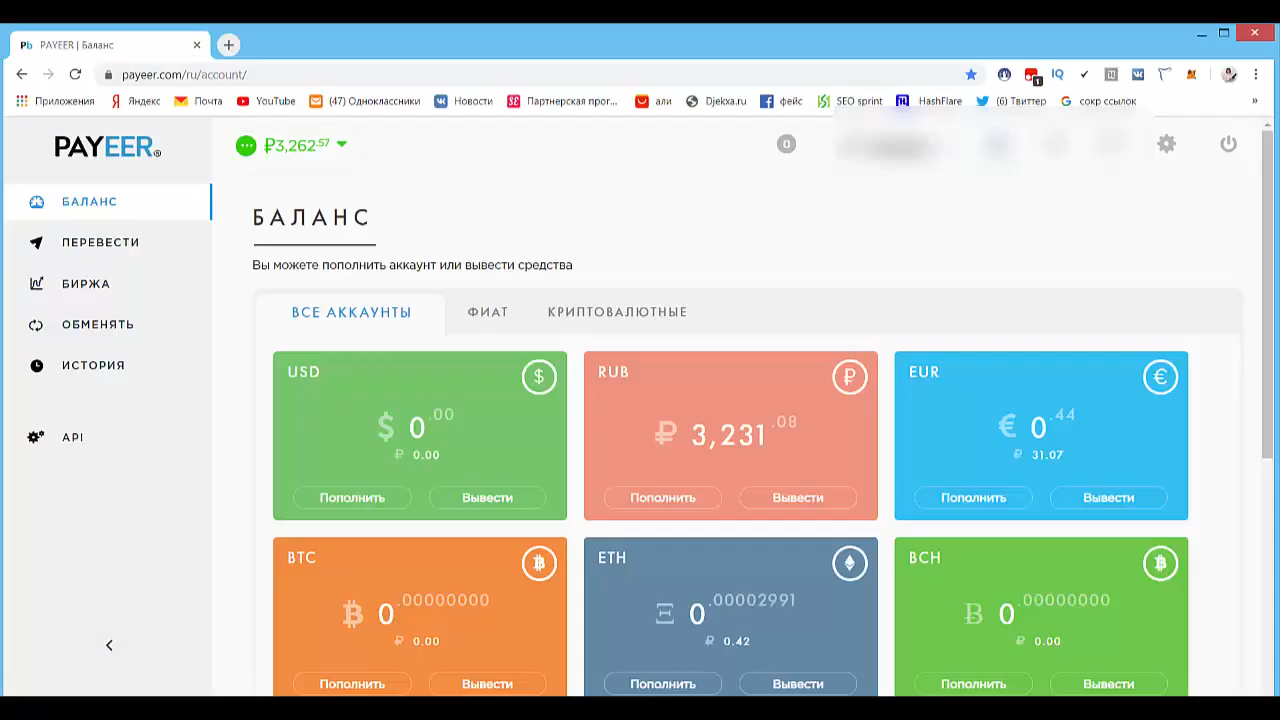 Pb PAYEER | Баланс
payeer.com/ru/account/
IQ
1
Приложения Яндекс Почта YouTube (47) Одноклассники Новости Партнерская прог... али Djekxa.ru фейс SEO sprint HashFlare (6) Твиттер сокр ссылок »
PAYEER®
₽3,262.57
0
БАЛАНС
ПЕРЕВЕСТИ
БИРЖА
ОБМЕНЯТЬ
ИСТОРИЯ
API
БАЛАНС
Вы можете пополнить аккаунт или вывести средства
ВСЕ АККАУНТЫ ФИАТ КРИПТОВАЛЮТНЫЕ
USD
$ 0.00
₽ 0.00
Пополнить Вывести
RUB
₽ 3,231.08
Пополнить Вывести
EUR
€ 0.44
₽ 31.07
Пополнить Вывести
BTC
0.00000000
₽ 0.00
Пополнить Вывести
ETH
Ξ 0.00002991
₽ 0.42
Пополнить Вывести
BCH
0.00000000
₽ 0.00
Пополнить Вывести